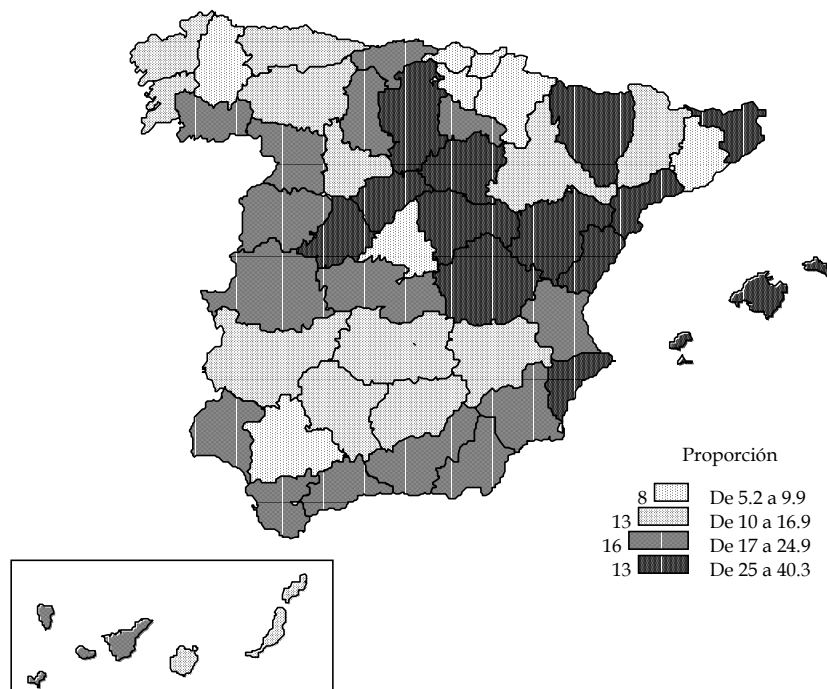 Proporción
8 De 5.2 a 9.9
13 De 10 a 16.9
16 De 17 a 24.9
13 De 25 a 40.3